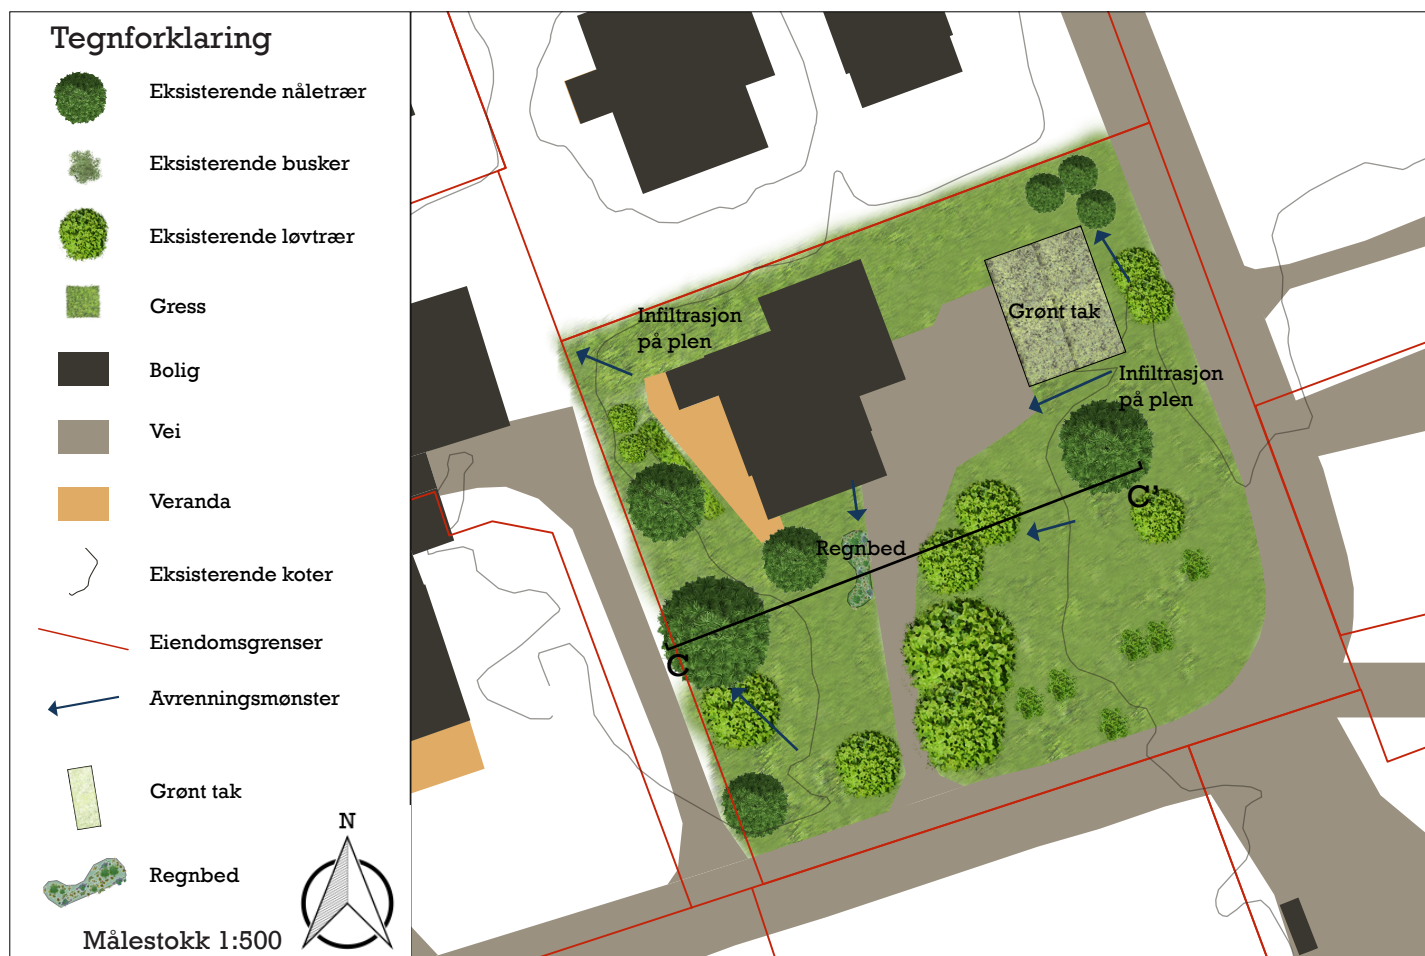 Tegnforklaring
Eksisterende nåletrær
Eksisterende busker
Eksisterende løvtrær
Gress
Bolig
Vei
Veranda
Eksisterende koter
Eiendomsgrenser
Avrenningsmønster
Grønt tak
Regnbed
N
Målestokk 1:500
Infiltrasjon
på plen
Grønt tak
Infiltrasjon
på plen
C'
Regnbed
C